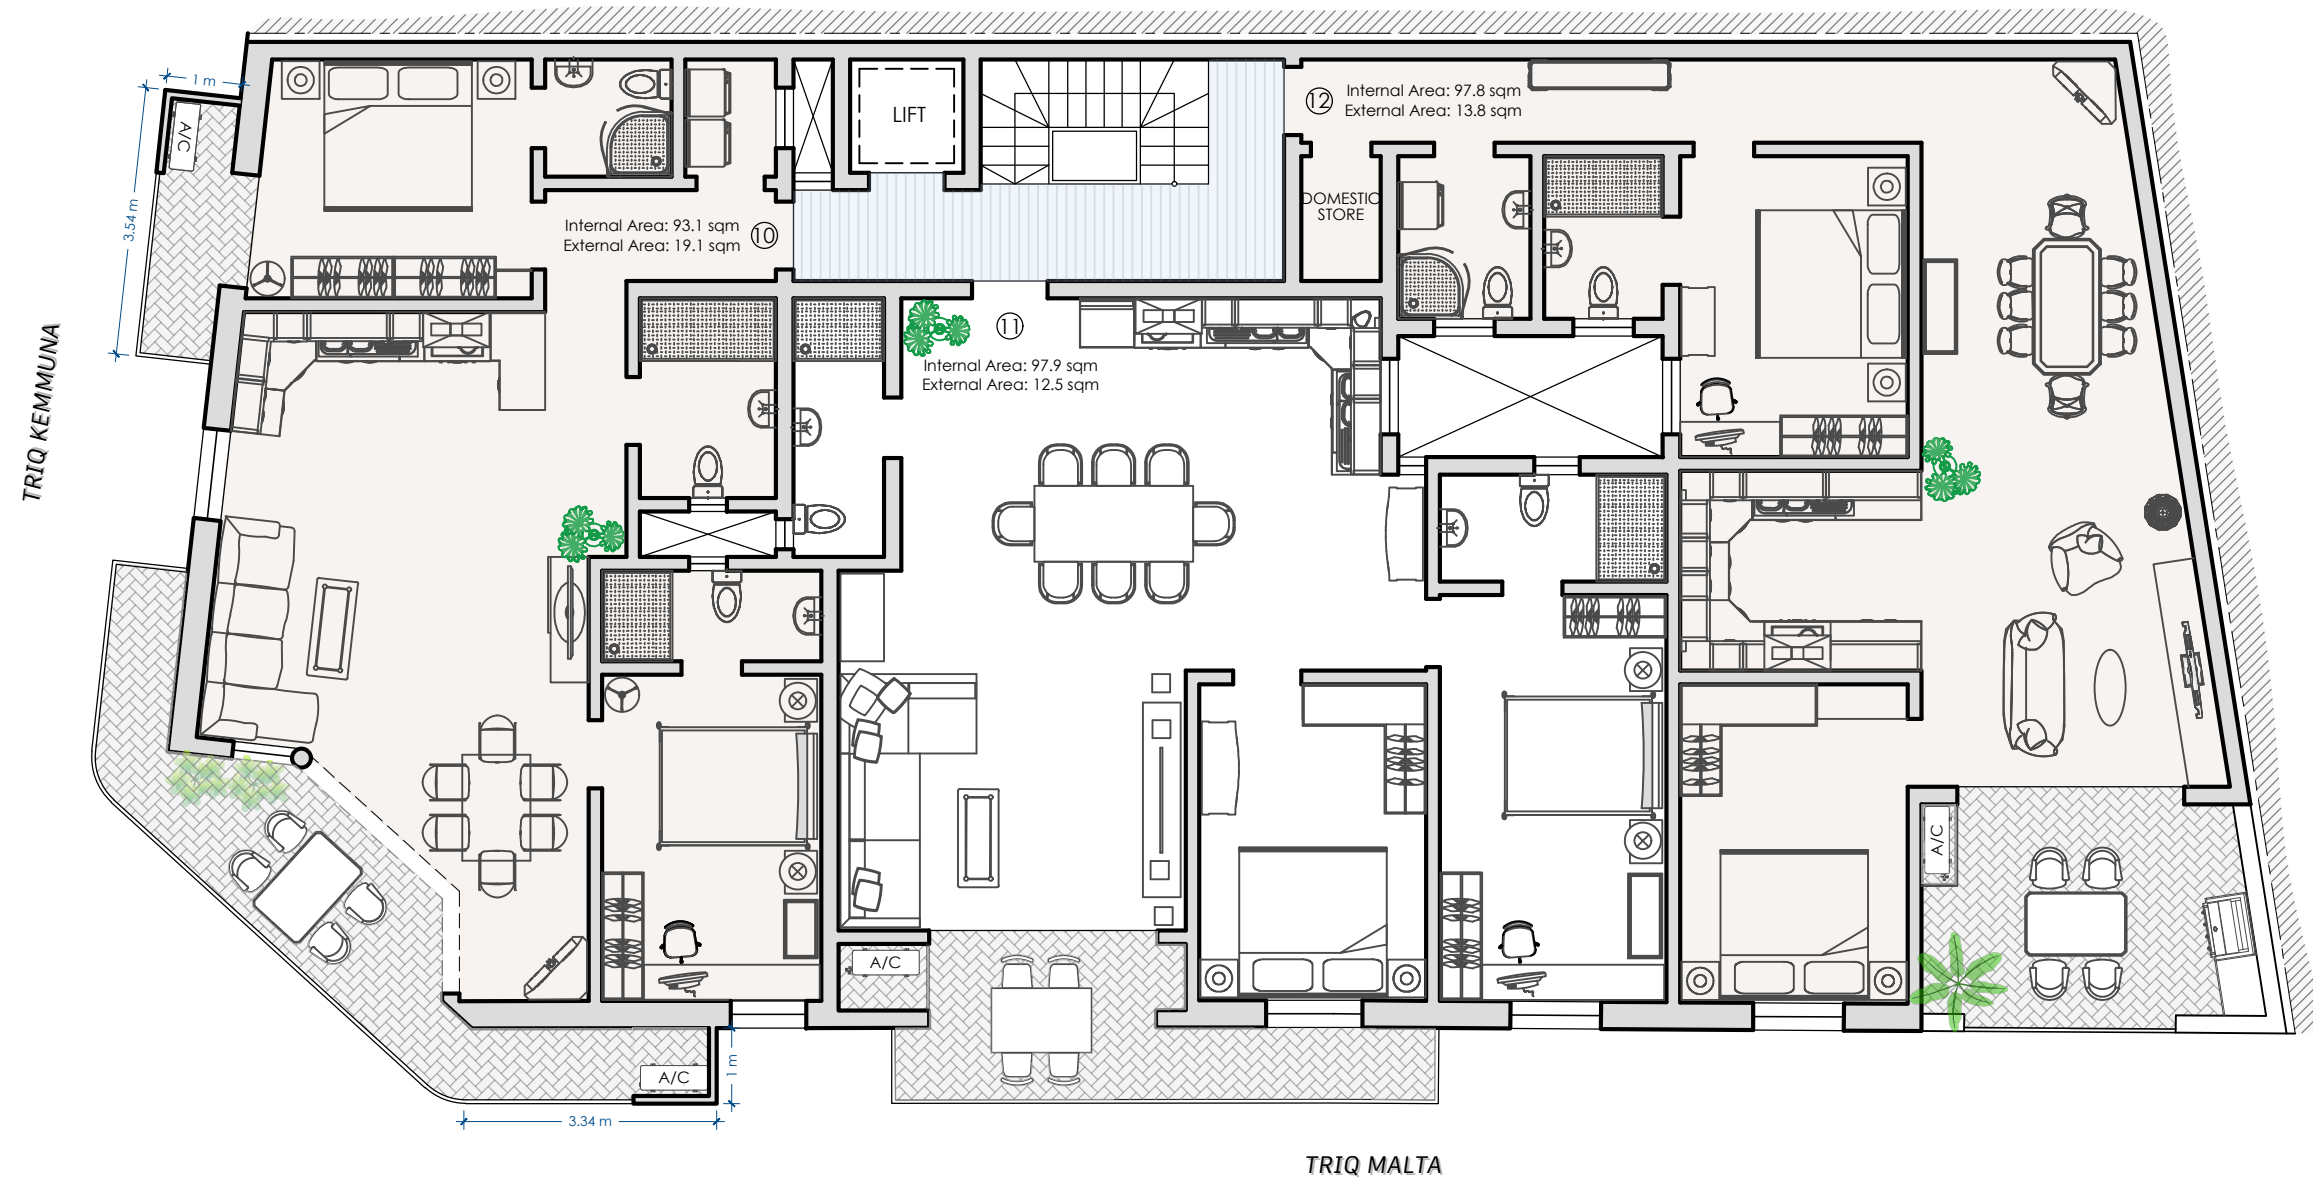 1 m
A/C
3.54 m
TRIQ KEMMUNA
LIFT
Internal Area: 93.1 sqm
External Area: 19.1 sqm
10
12
Internal Area: 97.8 sqm
External Area: 13.8 sqm
DOMESTIC
STORE
11
Internal Area: 97.9 sqm
External Area: 12.5 sqm
A/C
A/C
A/C
1 m
3.34 m
TRIQ MALTA